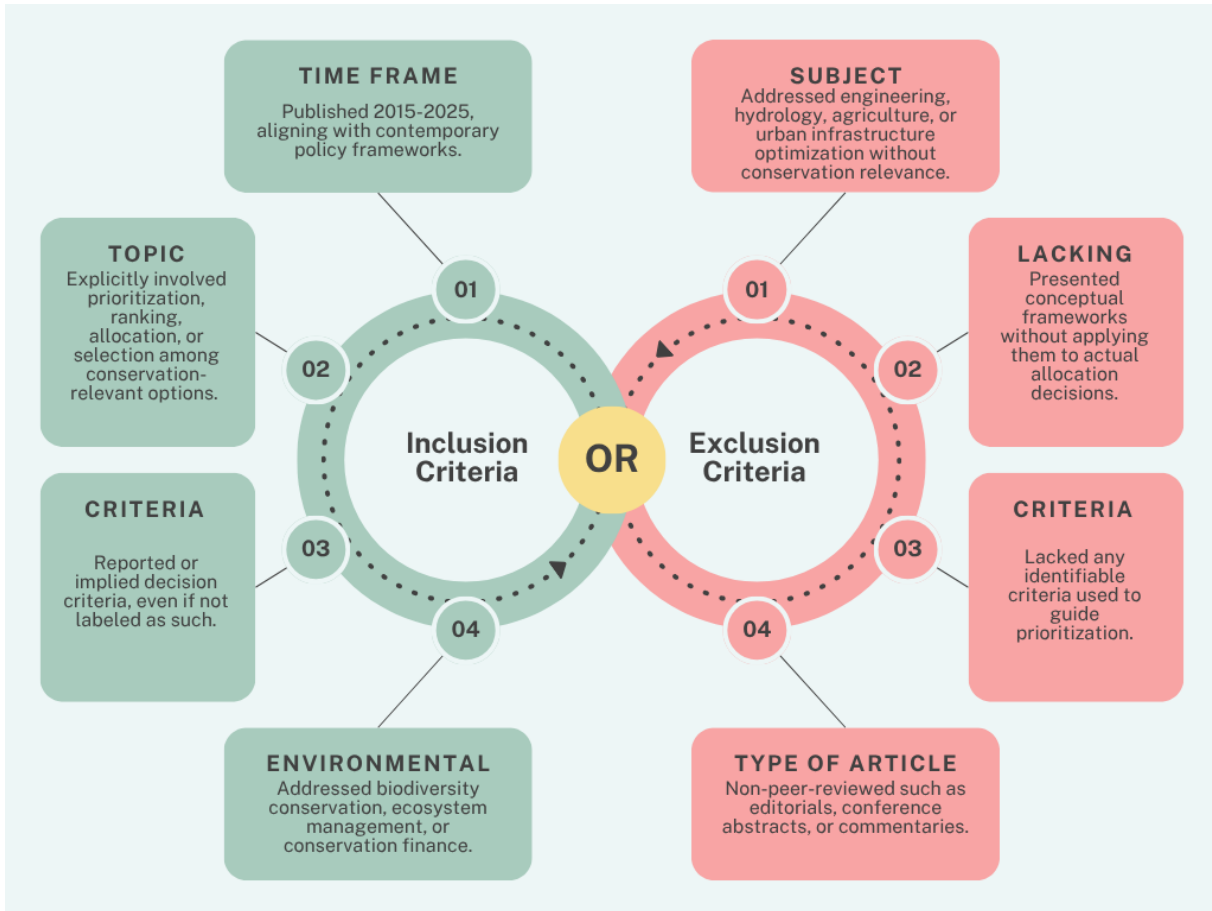 TIME FRAME
Published 2015-2025,
aligning with contemporary
policy frameworks.
SUBJECT
Addressed engineering,
hydrology, agriculture, or
urban infrastructure
optimization without
conservation relevance.
TOPIC
Explicitly involved
prioritization,
ranking,
allocation, or
selection among
conservation-
relevant options.
LACKING
Presented
conceptual
frameworks
without applying
them to actual
allocation
decisions.
01
02
03
04
Inclusion
Criteria
OR
Exclusion
Criteria
01
02
03
04
CRITERIA
Reported or
implied decision
criteria, even if not
labeled as such.
CRITERIA
Lacked any
identifiable
criteria used to
guide
prioritization.
ENVIRONMENTAL
Addressed biodiversity
conservation, ecosystem
management, or
conservation finance.
TYPE OF ARTICLE
Non-peer-reviewed such as
editorials, conference
abstracts, or commentaries.